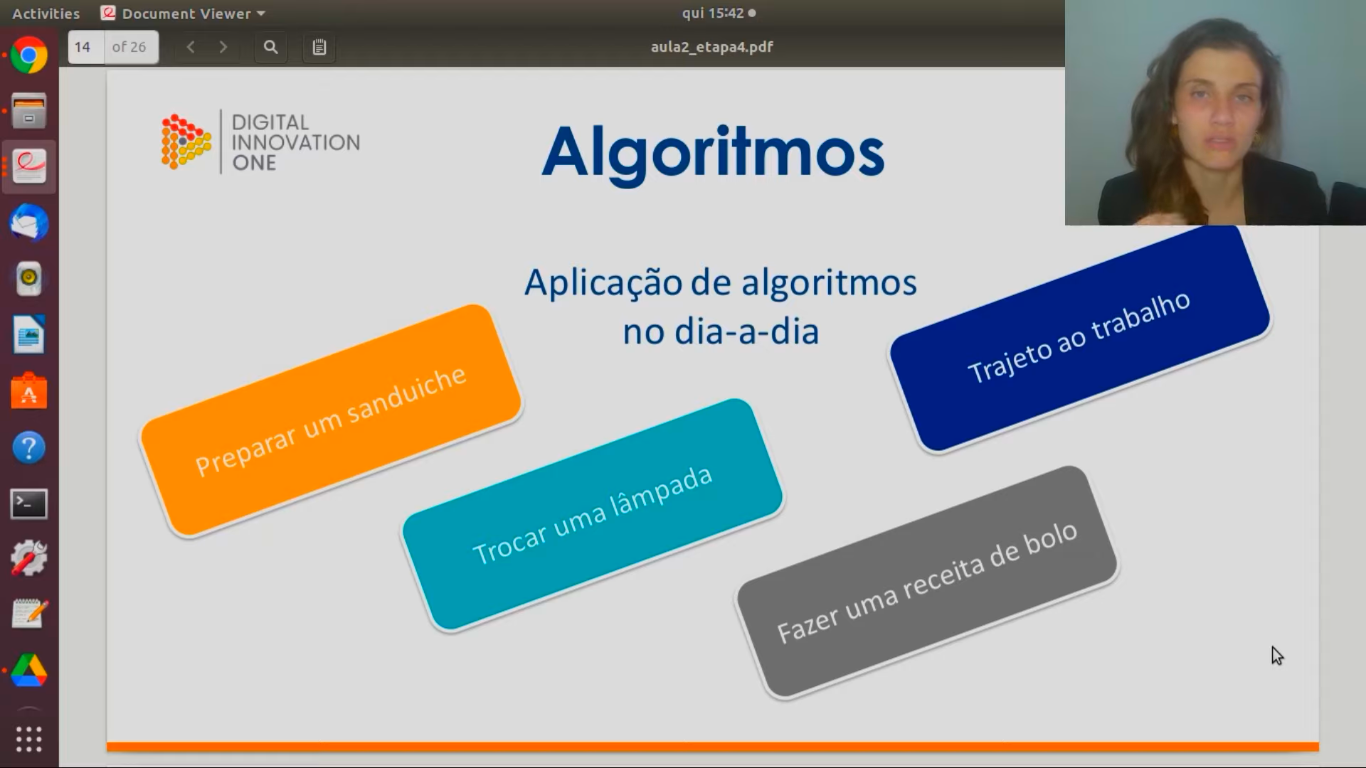 Activities
Document Viewer
qui 15:42
14 of 26
aula2_etapa4.pdf
DIGITAL
INNOVATION
ONE
Algoritmos
Aplicação de algoritmos
no dia-a-dia
Trajeto ao trabalho
Preparar um sanduiche
Trocar uma lâmpada
Fazer uma receita de bolo